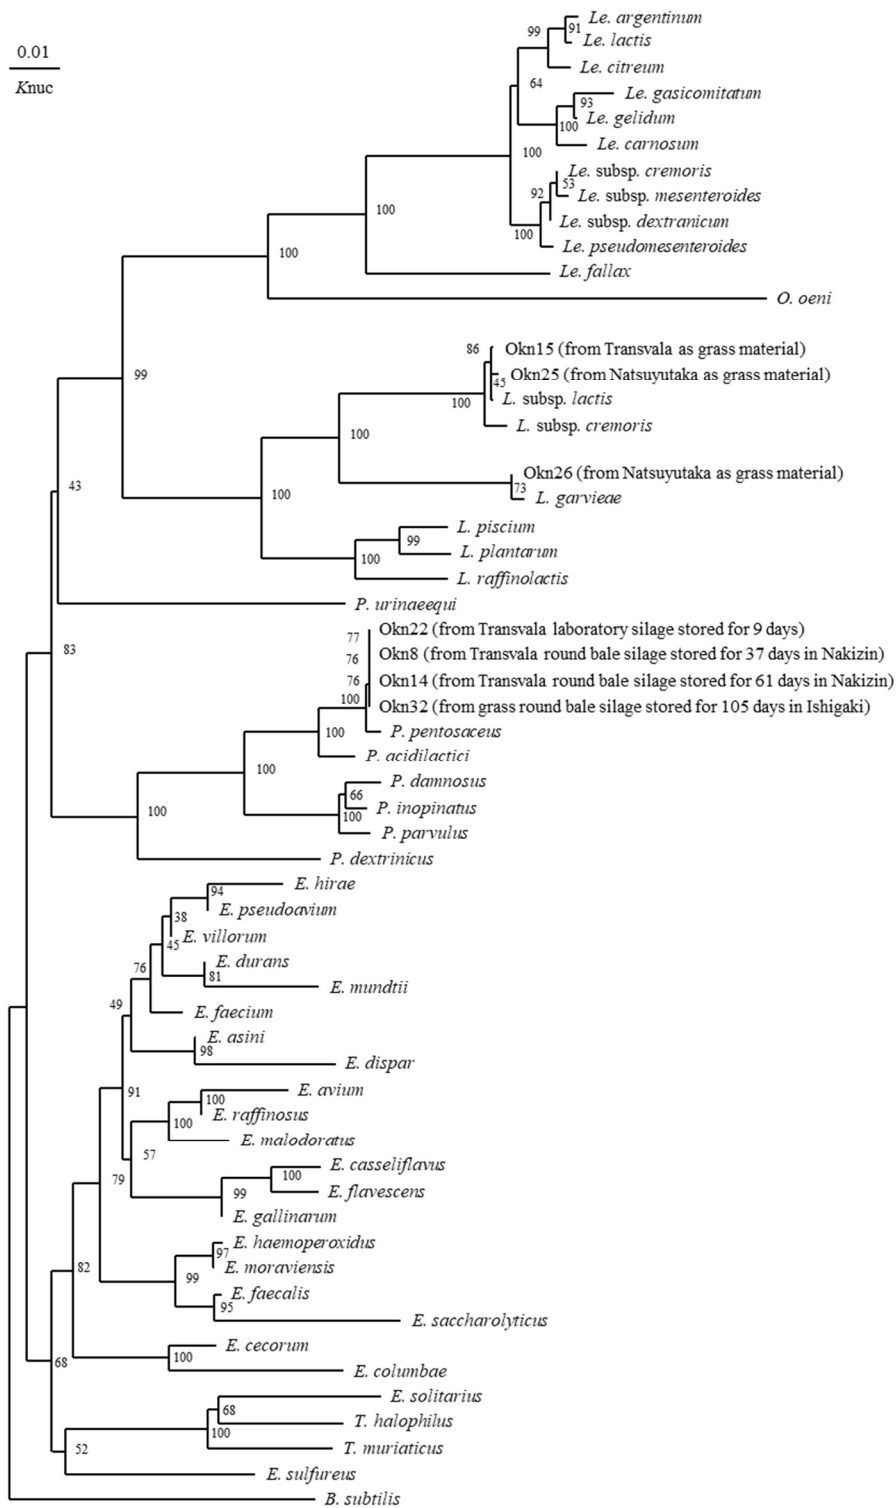 0.01
Knuc
Le. argentinum
99
91
Le. lactis
Le. citreum
64
Le. gasicomitatum
93
Le. gelidum
100
Le. carnosum
100
Le. subsp. cremoris
53
92
Le. subsp. mesenteroides
100
Le. subsp. dextranicum
100
Le. pseudomesenteroides
100
Le. fallax
O. oeni
86
Okn15 (from Transvala as grass material)
99
45
Okn25 (from Natsuyutaka as grass material)
100
L. subsp. lactis
L. subsp. cremoris
100
Okn26 (from Natsuyutaka as grass material)
43
73
100
L. garvieae
L. piscium
99
L. plantarum
100
L. raffinolactis
P. urinaeequi
77
Okn22 (from Transvala laboratory silage stored for 9 days)
83
76
Okn8 (from Transvala round bale silage stored for 37 days in Nakizin)
76
Okn14 (from Transvala round bale silage stored for 61 days in Nakizin)
100
Okn32 (from grass round bale silage stored for 105 days in Ishigaki)
100
P. pentosaceus
P. acidilactici
100
P. damnosus
66
P. inopinatus
100
100
P. parvulus
P. dextrinicus
E. hirae
94
E. pseudoavium
38
E. villorum
45
E. durans
76
81
E. mundtii
49
E. faecium
E. asini
98
E. dispar
91
E. avium
100
E. raffinosus
100
E. malodoratus
57
E. casseliflavus
79
100
99
E. flavescens
E. gallinarum
E. haemoperoxidus
97
82
E. moraviensis
99
E. faecalis
95
E. saccharolyticus
E. cecorum
68
100
E. columbae
E. solitarius
68
T. halophilus
100
52
T. muriaticus
E. sulfureus
B. subtilis